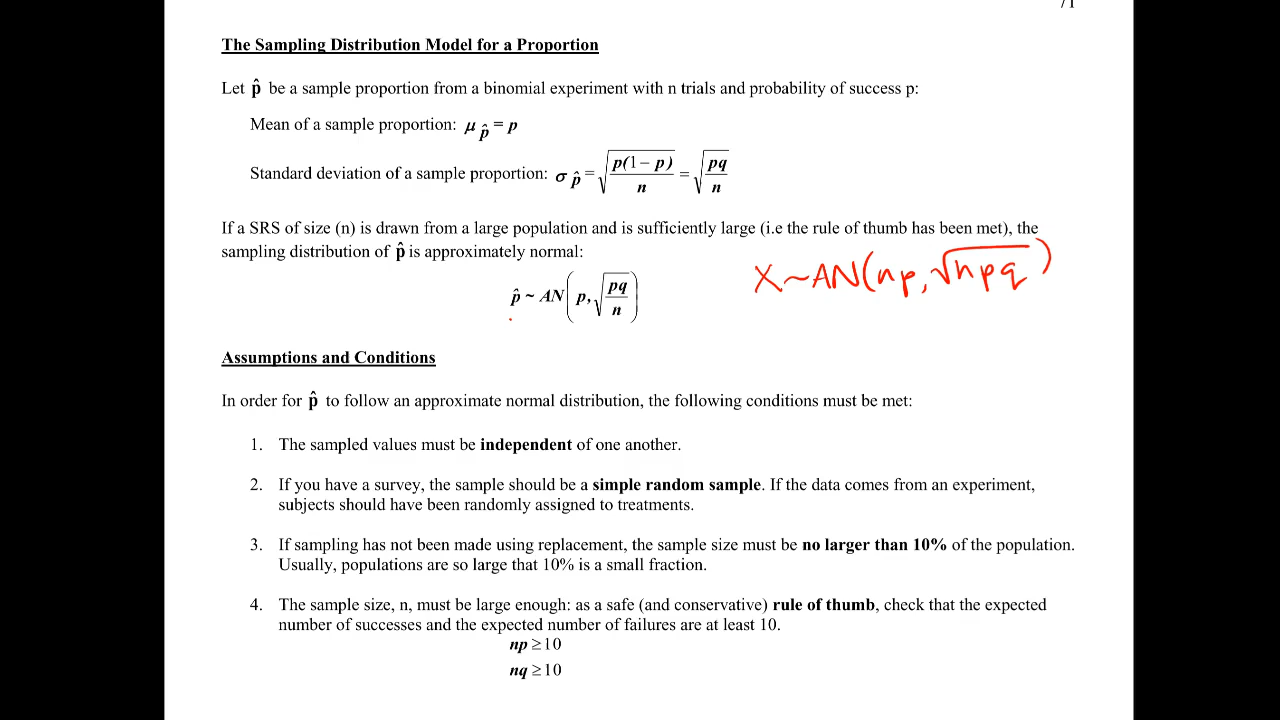 71
The Sampling Distribution Model for a Proportion
Let p̂ be a sample proportion from a binomial experiment with n trials and probability of success p:
Mean of a sample proportion: μ p̂ = p
Standard deviation of a sample proportion: σ p̂ = √(p(1 − p)/n) = √(pq/n)
If a SRS of size (n) is drawn from a large population and is sufficiently large (i.e the rule of thumb has been met), the
sampling distribution of p̂ is approximately normal:
p̂ ~ AN(p, √(pq/n))
X~AN(np, √npq)
Assumptions and Conditions
In order for p̂ to follow an approximate normal distribution, the following conditions must be met:
1. The sampled values must be independent of one another.
2. If you have a survey, the sample should be a simple random sample. If the data comes from an experiment,
subjects should have been randomly assigned to treatments.
3. If sampling has not been made using replacement, the sample size must be no larger than 10% of the population.
Usually, populations are so large that 10% is a small fraction.
4. The sample size, n, must be large enough: as a safe (and conservative) rule of thumb, check that the expected
number of successes and the expected number of failures are at least 10.
np ≥ 10
nq ≥ 10